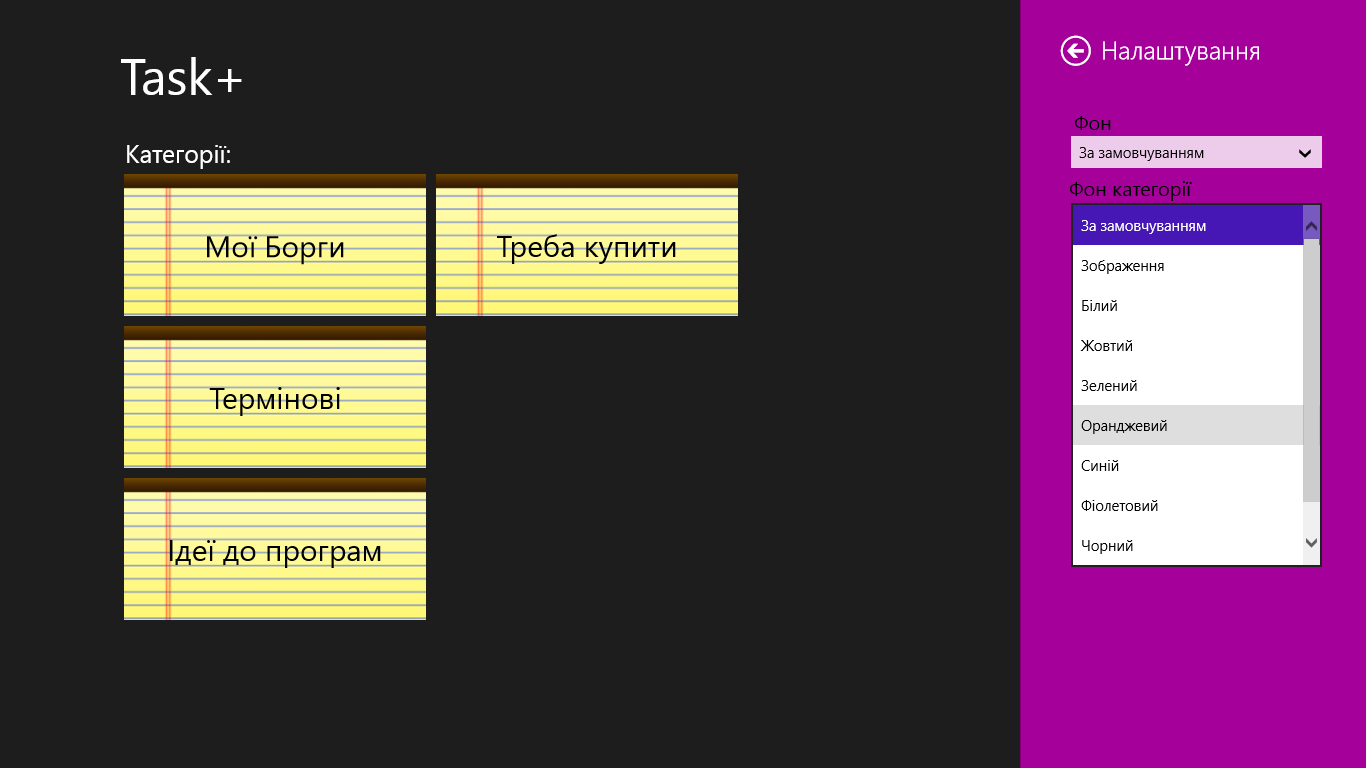 Task+
Категорії:
Мої Борги
Треба купити
Термінові
Ідеї до програм
Налаштування
Фон
За замовчуванням
Фон категорії
За замовчуванням
Зображення
Білий
Жовтий
Зелений
Оранджевий
Синій
Фіолетовий
Чорний